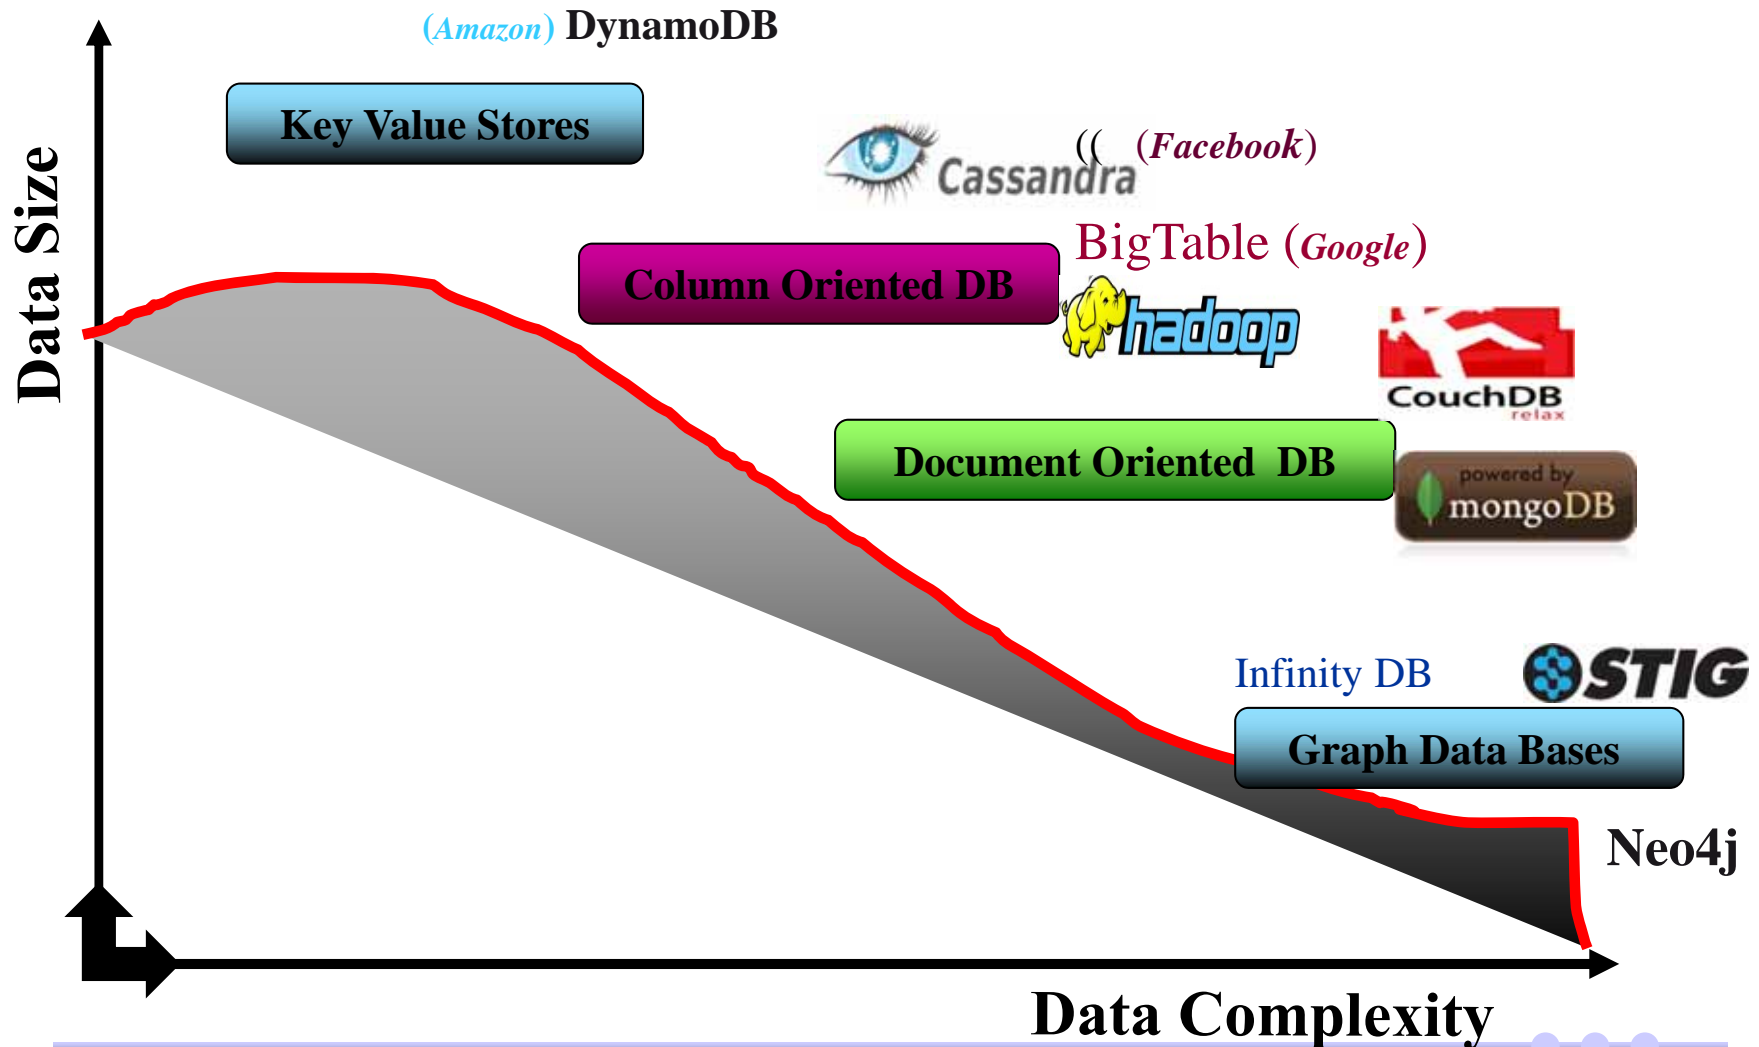 (Amazon) DynamoDB
Key Value Stores
Cassandra
(( (Facebook)
BigTable (Google)
Column Oriented DB
hadoop
CouchDB
relax
Document Oriented DB
powered by
mongoDB
Infinity DB
STIG
Graph Data Bases
Neo4j
Data Size
Data Complexity